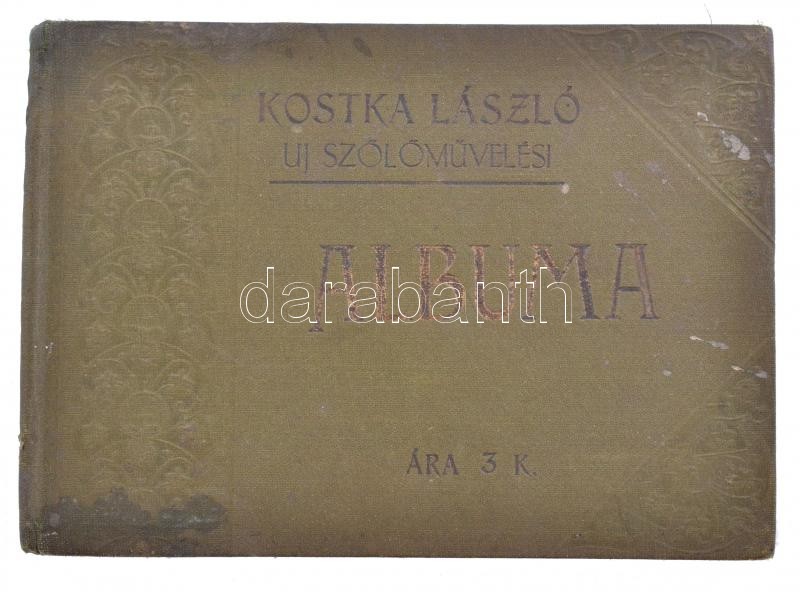 KOSTKA LÁSZLÓ
UJ SZŐLŐMŰVELÉSI
ALBUMA
darabanth
ÁRA 3 K.